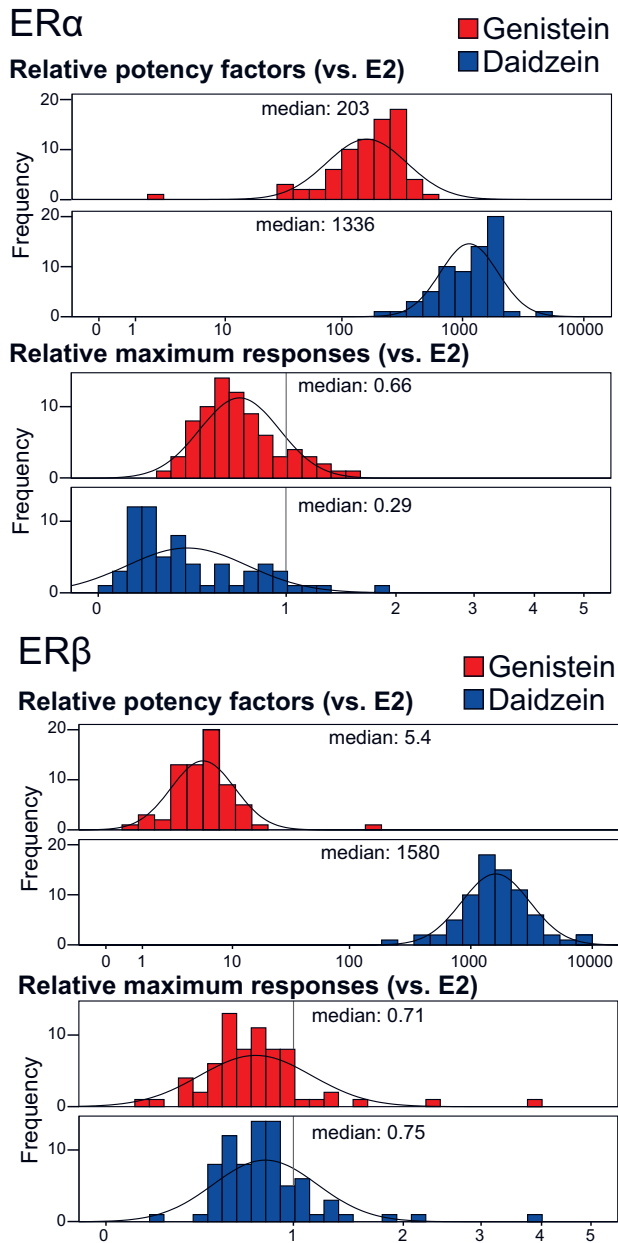 ERα
Genistein
Daidzein
Relative potency factors (vs. E2)
20
10
0
median: 203
Frequency
20
10
0
median: 1336
0 1 10 100 1000 10000
Relative maximum responses (vs. E2)
10
0
median: 0.66
Frequency
10
0
median: 0.29
0 1 2 3 4 5
ERβ
Genistein
Daidzein
Relative potency factors (vs. E2)
20
10
0
median: 5.4
Frequency
20
10
0
median: 1580
0 1 10 100 1000 10000
Relative maximum responses (vs. E2)
10
0
median: 0.71
Frequency
10
0
median: 0.75
0 1 2 3 4 5